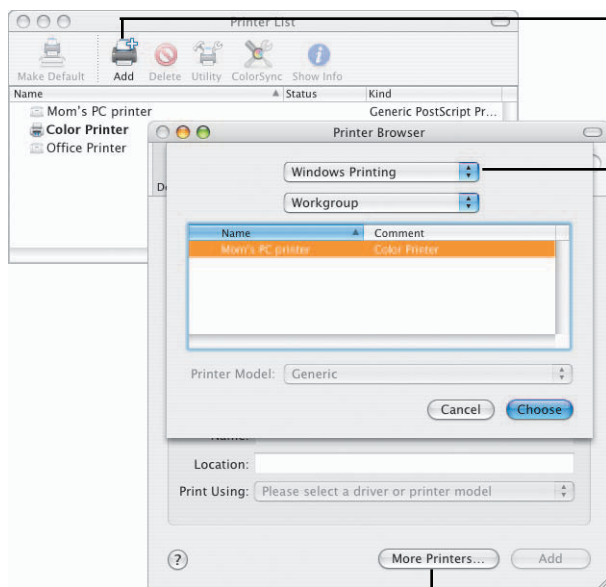 Printer List
Make Default Add Delete Utility ColorSync Show Info
Name Status Kind
Mom's PC printer Generic PostScript Pr...
Color Printer
Office Printer
Printer Browser
Windows Printing
Workgroup
Name Comment
Mom's PC printer Color Printer
Printer Model: Generic
Cancel Choose
Name:
Location:
Print Using: Please select a driver or printer model
? More Printers... Add